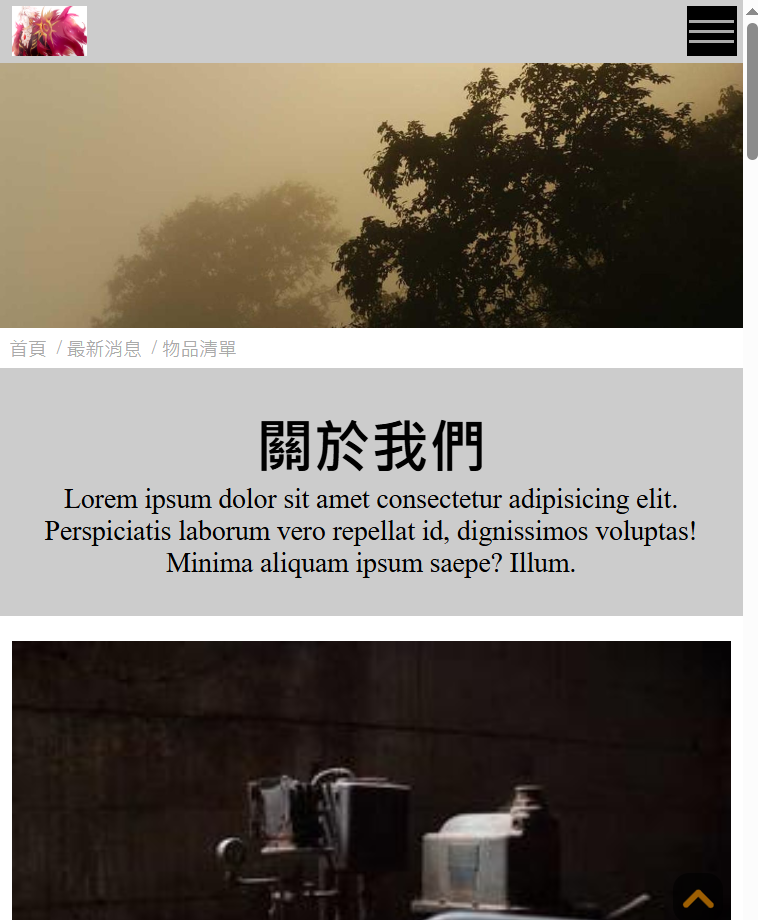 首頁 / 最新消息 / 物品清單
關於我們
Lorem ipsum dolor sit amet consectetur adipisicing elit.
Perspiciatis laborum vero repellat id, dignissimos voluptas!
Minima aliquam ipsum saepe? Illum.